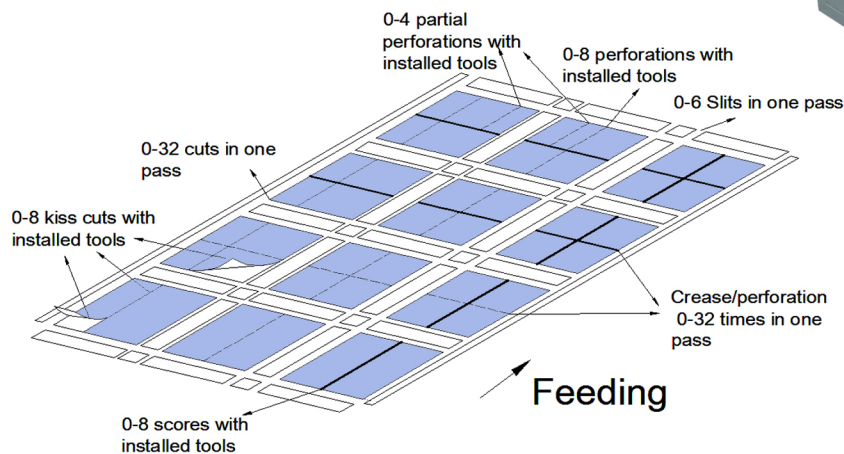 0-4 partial
perforations with
installed tools
0-8 perforations with
installed tools
0-6 Slits in one pass
0-32 cuts in one
pass
0-8 kiss cuts with
installed tools
Crease/perforation
0-32 times in one
pass
Feeding
0-8 scores with
installed tools